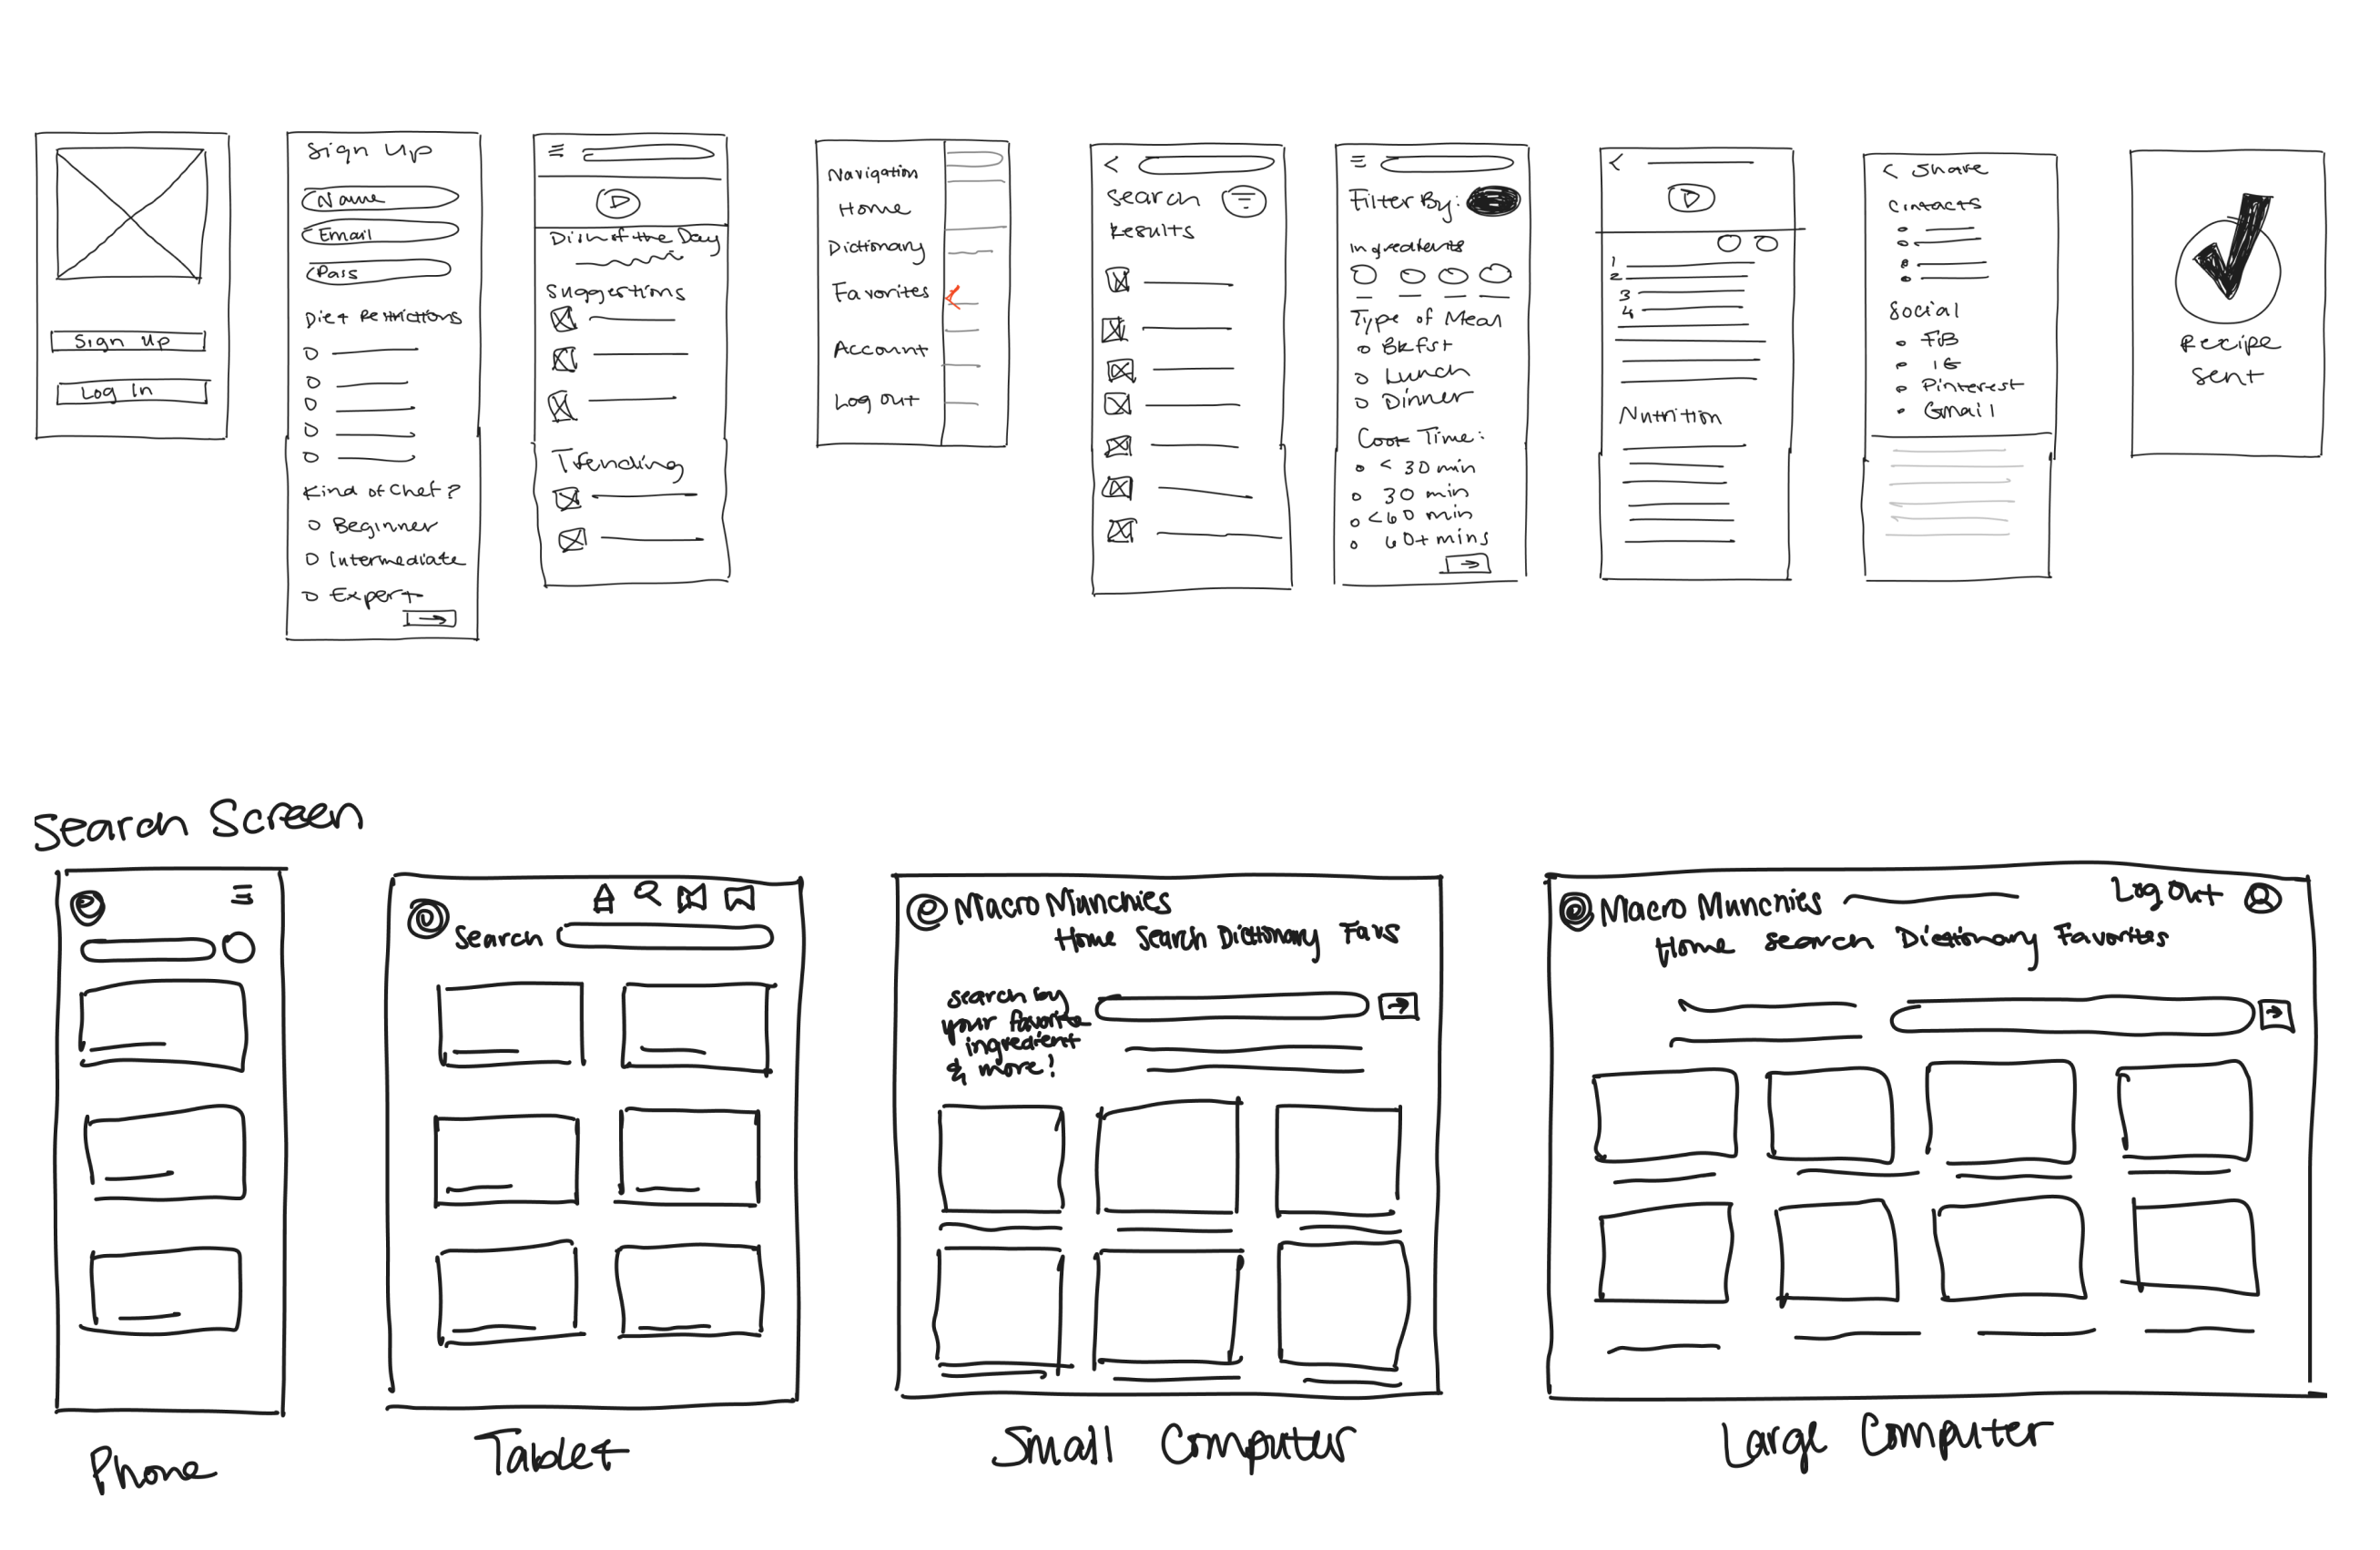 Sign Up
Log In
Sign Up
Name
Email
Pass
Diet Restrictions
Kind of Chef?
Beginner
Intermediate
Expert
Dish of the Day
Suggestions
Trending
Navigation
Home
Dictionary
Favorites
Account
Log out
Search
Results
Filter By:
Ingredients
Type of Meal
Bkfst
Lunch
Dinner
Cook Time:
< 30 min
30 min
<60 min
60+ mins
1
2
3
4
Nutrition
< Share
Contacts
Social
FB
IG
Pinterest
Gmail
Recipe
Sent
Search Screen
Search
Macro Munchies
Home Search Dictionary Favs
Search by
your favorite
ingredient
& more!
Macro Munchies
Log Out
Home Search Dictionary Favorites
Phone
Tablet
Small Computer
Large Computer